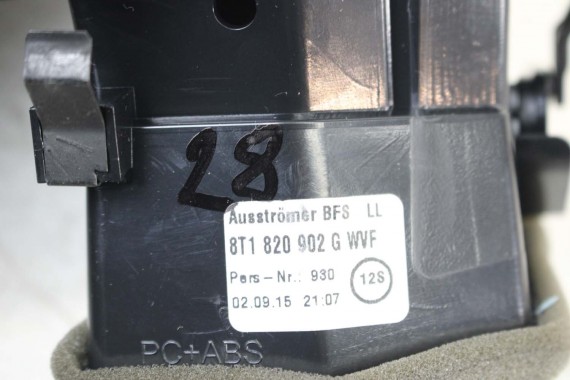 28
Ausströmer BFS LL
8T1 820 902 G WVF
Pers-Nr.: 930 12S
02.09.15 21:07
PC+ABS